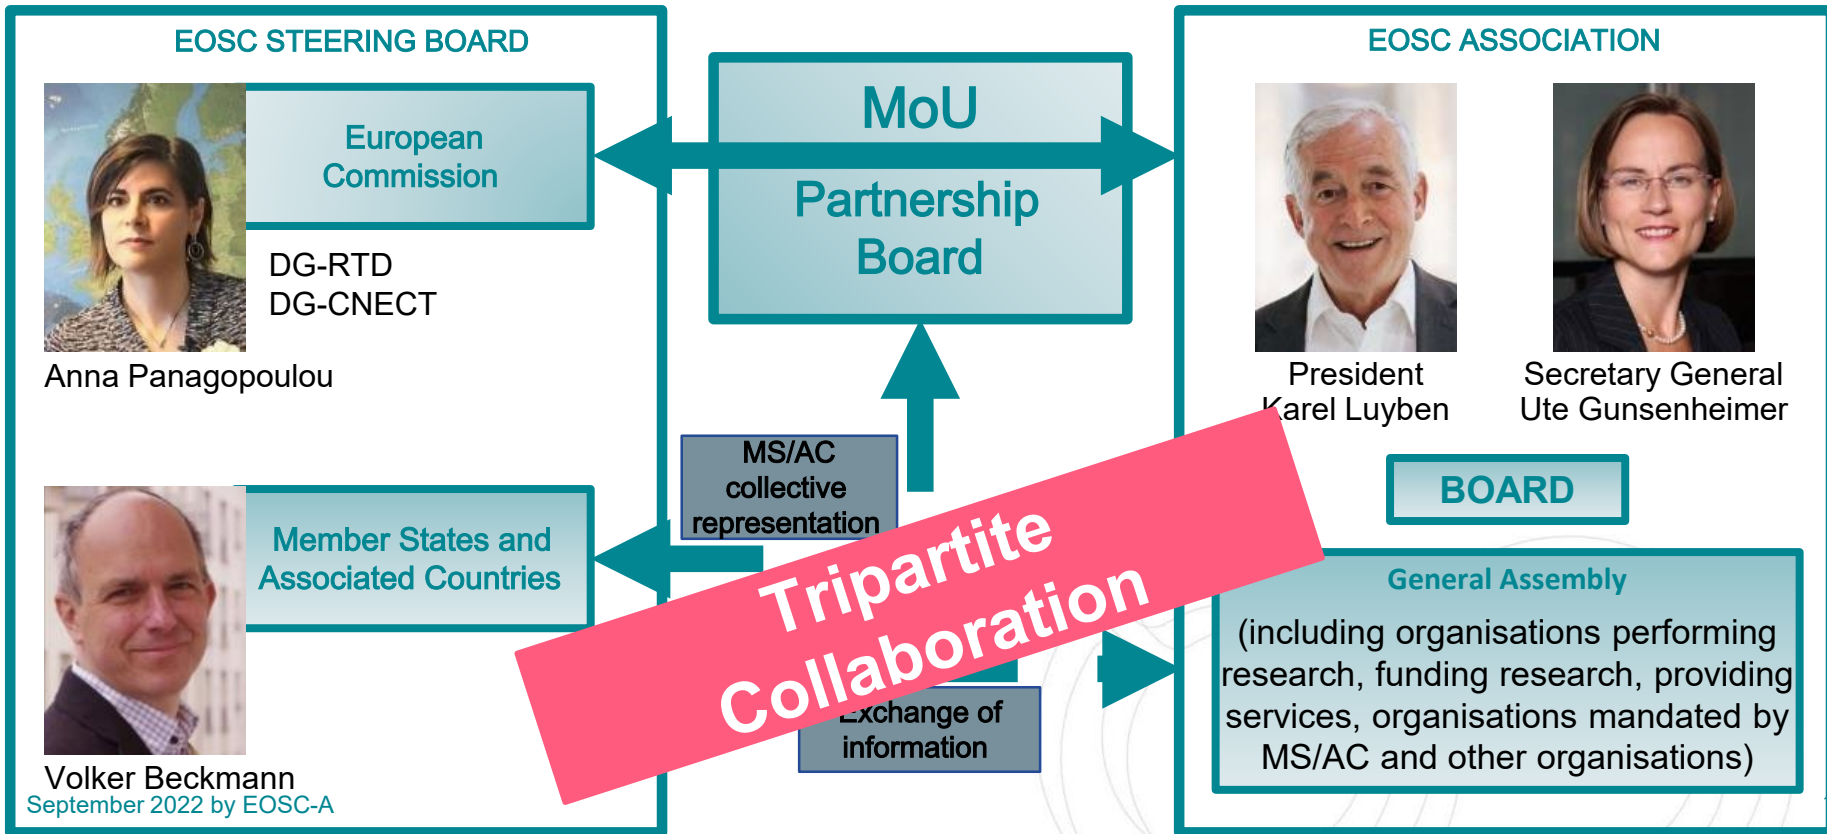 EOSC STEERING BOARD
European
Commission
DG-RTD
DG-CNECT
Anna Panagopoulou
Member States and
Associated Countries
Volker Beckmann
September 2022 by EOSC-A
MoU
Partnership
Board
MS/AC
collective
representation
Tripartite
Collaboration
Exchange of
information
EOSC ASSOCIATION
President
Karel Luyben
Secretary General
Ute Gunsenheimer
BOARD
General Assembly
(including organisations performing
research, funding research, providing
services, organisations mandated by
MS/AC and other organisations)